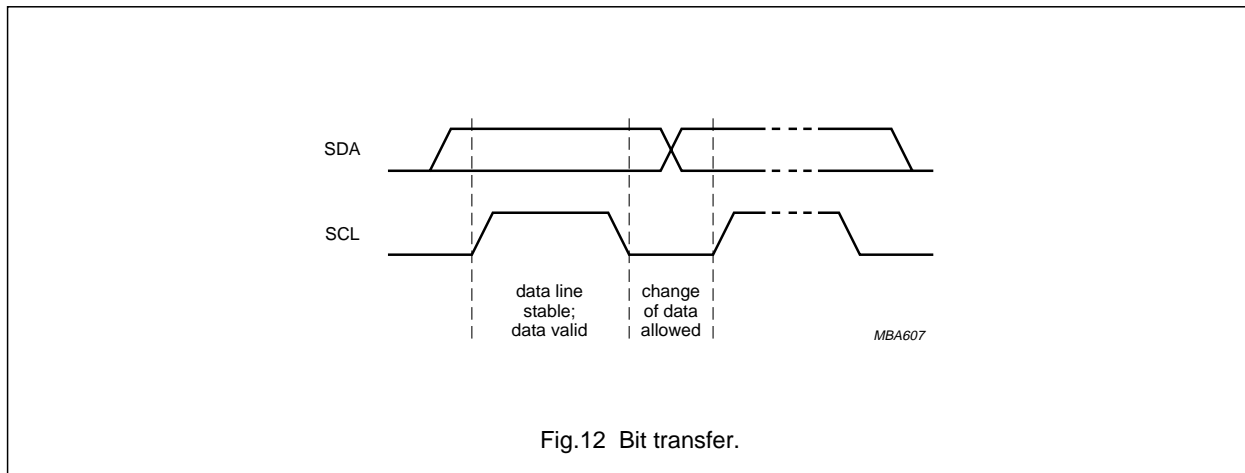 SDA
SCL
data line
stable;
data valid
change
of data
allowed
MBA607
Fig.12 Bit transfer.